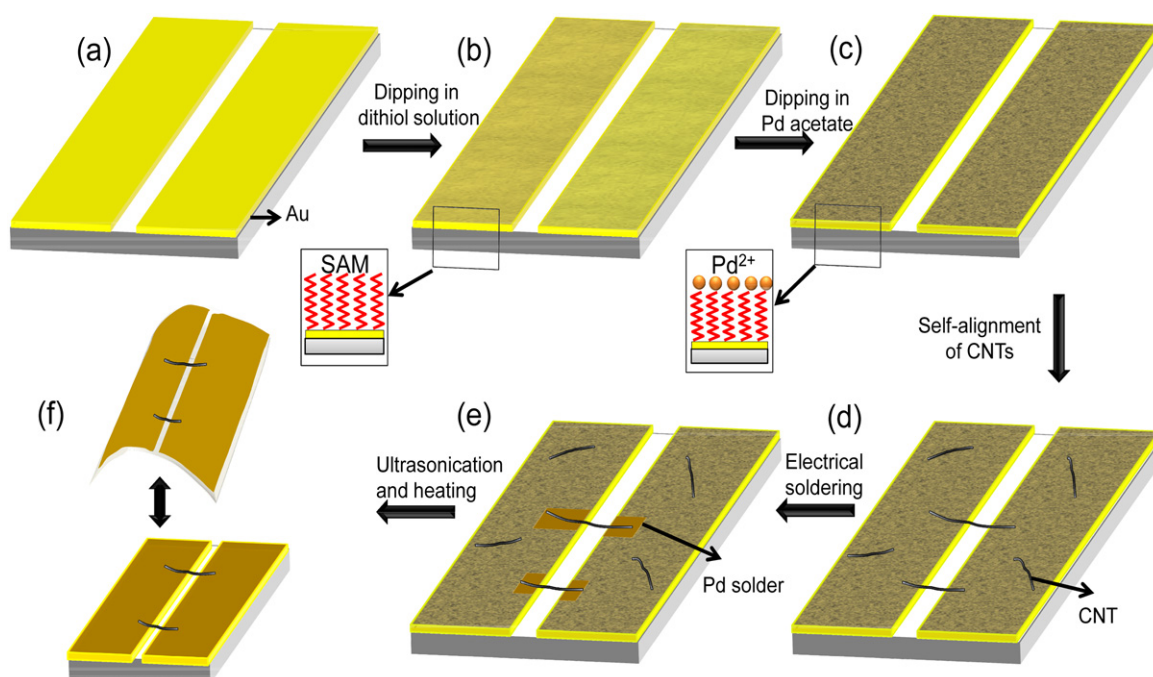 (a)
Dipping in
dithiol solution
(b)
Dipping in
Pd acetate
(c)
Au
SAM
Pd²⁺
Self-alignment
of CNTs
(d)
Electrical
soldering
(e)
Ultrasonication
and heating
(f)
Pd solder
CNT